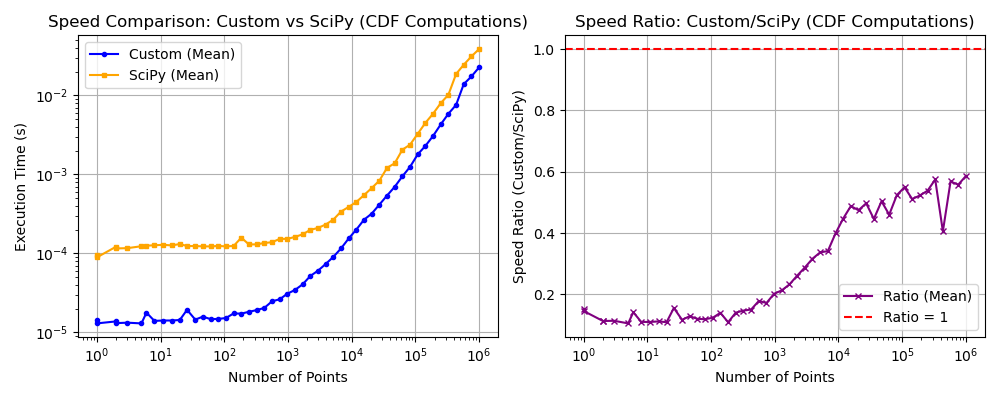 Speed Comparison: Custom vs SciPy (CDF Computations)
Custom (Mean)
SciPy (Mean)
Execution Time (s)
10⁻²
10⁻³
10⁻⁴
10⁻⁵
10⁰ 10¹ 10² 10³ 10⁴ 10⁵ 10⁶
Number of Points
Speed Ratio: Custom/SciPy (CDF Computations)
Speed Ratio (Custom/SciPy)
1.0
0.8
0.6
0.4
0.2
Ratio (Mean)
Ratio = 1
10⁰ 10¹ 10² 10³ 10⁴ 10⁵ 10⁶
Number of Points